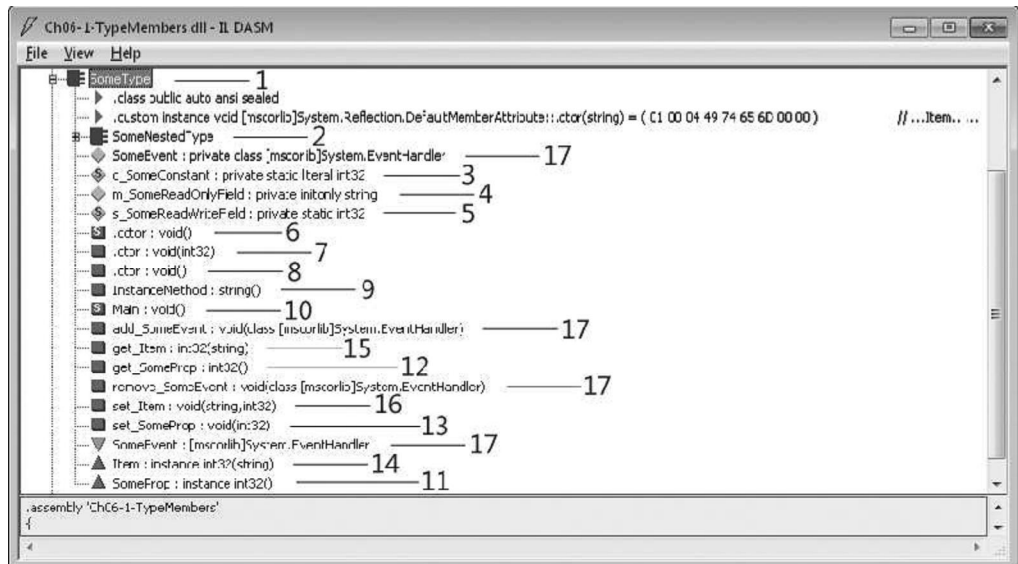 Ch06-1-TypeMembers dll - IL DASM
File View Help
SomeType 1
.class public auto ansi sealed
.custom instance void [mscorlib]System.Reflection.DefaultMemberAttribute::.ctor(string) = ( 01 00 04 49 74 65 6D 00 00 ) // ...Item.. ...
SomeNestedType 2
SomeEvent : private class [mscorlib]System.EventHandler 17
c_SomeConstant : private static literal int32 3
m_SomeReadOnlyField : private initonly string 4
s_SomeReadWriteField : private static int32 5
.cctor : void() 6
.ctor : void(int32) 7
.ctor : void() 8
InstanceMethod : string() 9
Main : void() 10
add_SomeEvent : void(class [mscorlib]System.EventHandler) 17
get_Item : int32(string) 15
get_SomeProp : int32() 12
remove_SomeEvent : void(class [mscorlib]System.EventHandler) 17
set_Item : void(string,int32) 16
set_SomeProp : void(int32) 13
SomeEvent : [mscorlib]System.EventHandler 17
Item : instance int32(string) 14
SomeProp : instance int32() 11
.assembly 'Ch06-1-TypeMembers'
{